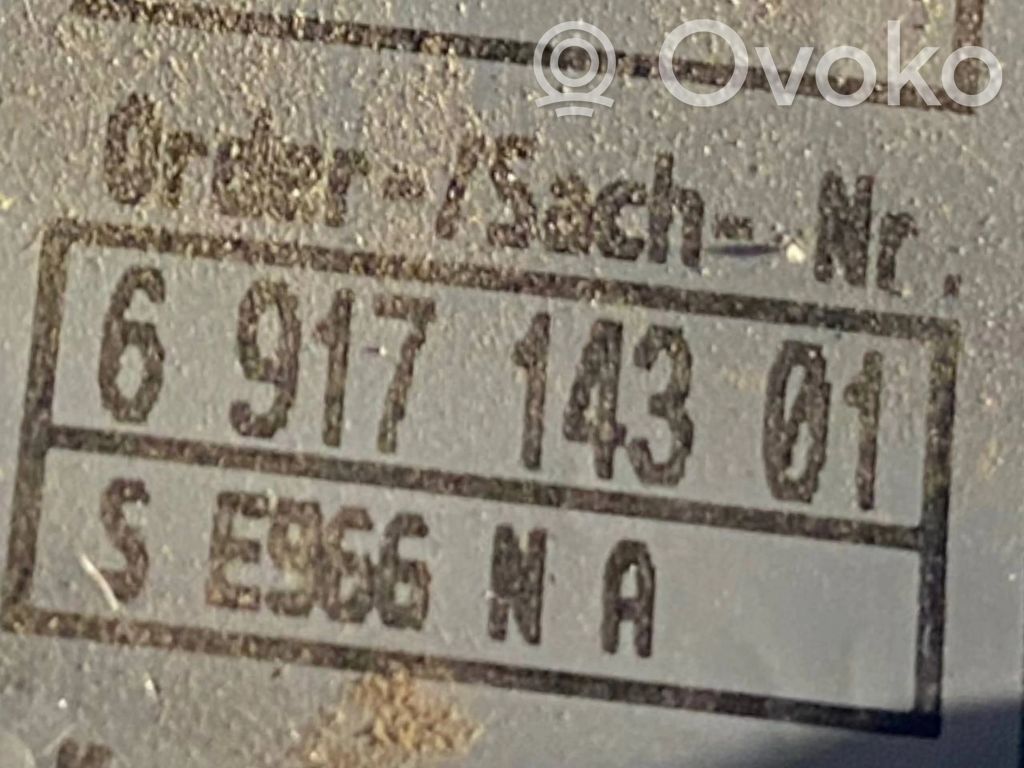 Ovoko
Order-/Sach-Nr.
6 917 143 01
S E966 N A